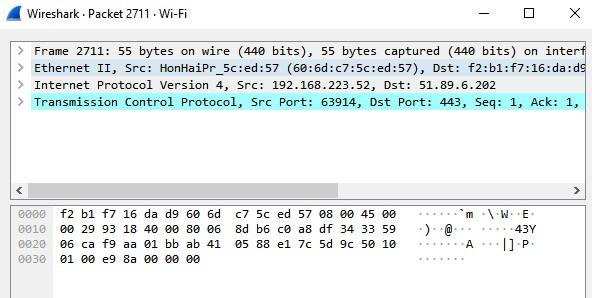 Wireshark · Packet 2711 · Wi-Fi
Frame 2711: 55 bytes on wire (440 bits), 55 bytes captured (440 bits) on interf
Ethernet II, Src: HonHaiPr_5c:ed:57 (60:6d:c7:5c:ed:57), Dst: f2:b1:f7:16:da:d9
Internet Protocol Version 4, Src: 192.168.223.52, Dst: 51.89.6.202
Transmission Control Protocol, Src Port: 63914, Dst Port: 443, Seq: 1, Ack: 1,
0000 f2 b1 f7 16 da d9 60 6d c7 5c ed 57 08 00 45 00 ······`m ·\·W··E·
0010 00 29 93 18 40 00 80 06 8d b6 c0 a8 df 34 33 59 ·)··@··· ·····43Y
0020 06 ca f9 aa 01 bb ab 41 05 88 e1 7c 5d 9c 50 10 ·······A ···|]·P·
0030 01 00 e9 8a 00 00 00 ·······